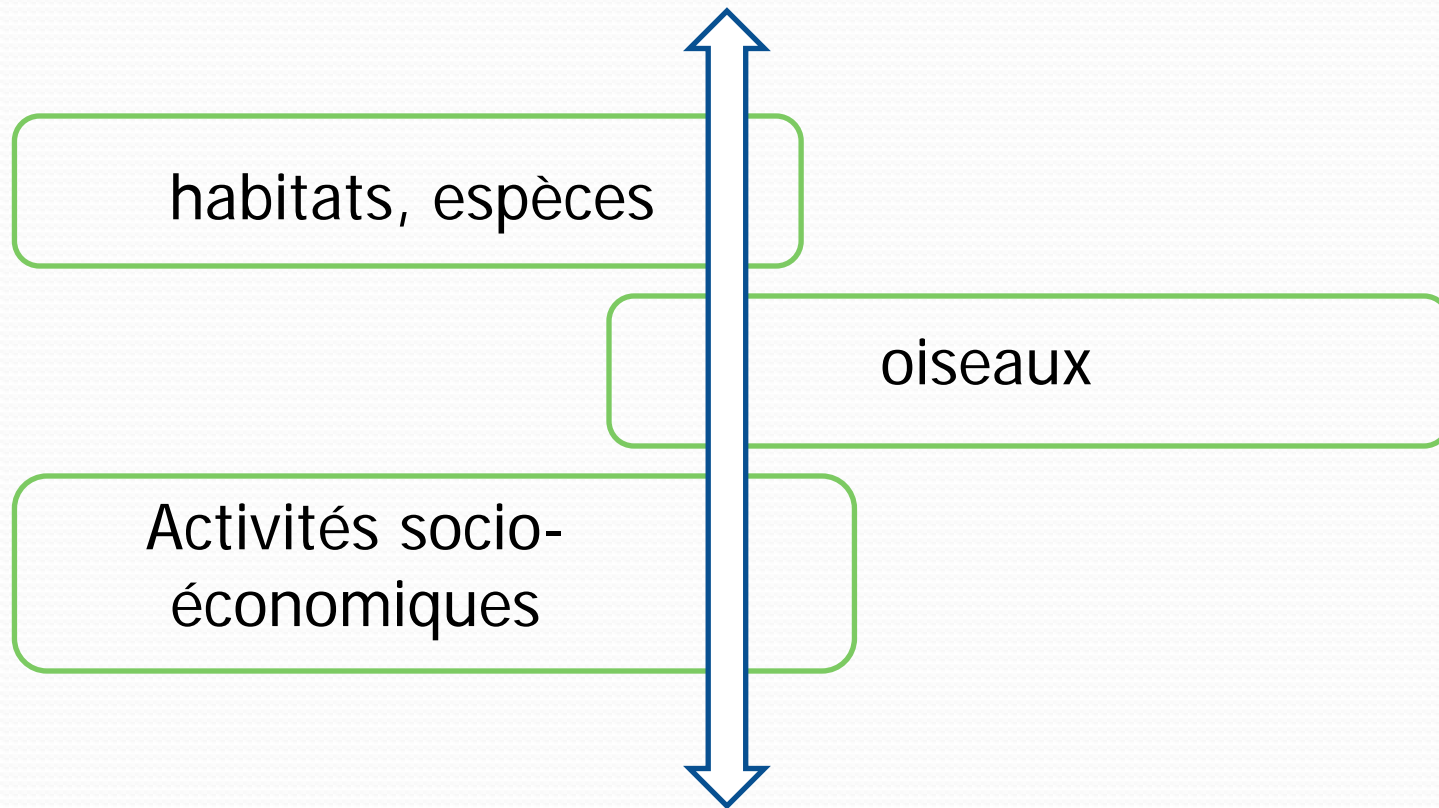 habitats, espèces
oiseaux
Activités socio-
économiques